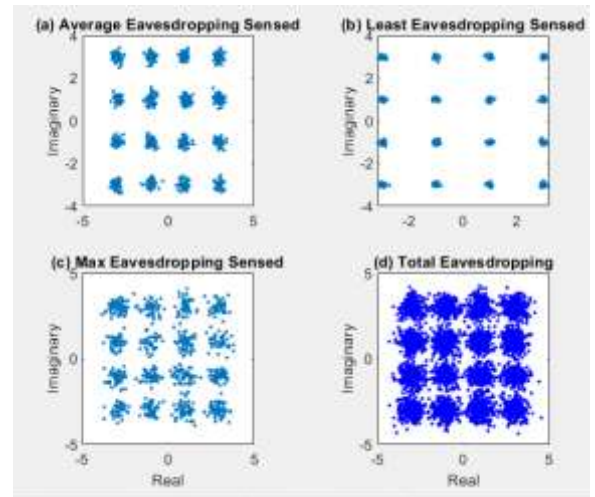 (a) Average Eavesdropping Sensed
(b) Least Eavesdropping Sensed
4
2
0
-2
-4
Imaginary
-5
0
5
4
2
0
-2
-4
Imaginary
-2
0
2
(c) Max Eavesdropping Sensed
(d) Total Eavesdropping
5
0
-5
Imaginary
-5
0
5
Real
5
0
-5
Imaginary
-5
0
5
Real